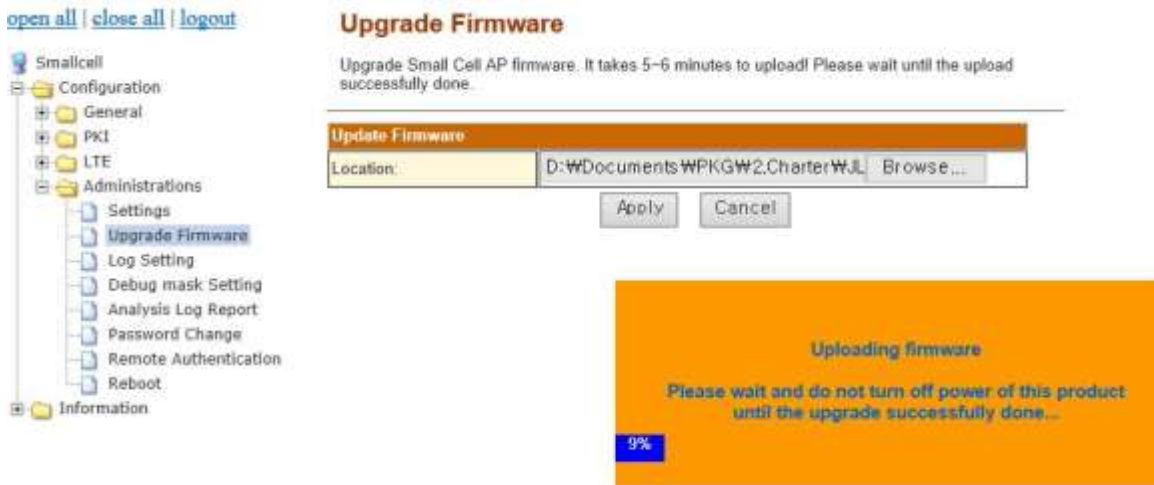 open all | close all | logout
Smallcell
Configuration
General
PKI
LTE
Administrations
Settings
Upgrade Firmware
Log Setting
Debug mask Setting
Analysis Log Report
Password Change
Remote Authentication
Reboot
Information
Upgrade Firmware
Upgrade Small Cell AP firmware. It takes 5~6 minutes to upload! Please wait until the upload
successfully done.
Update Firmware
Location: D:₩Documents₩PKG₩2.Charter₩JL Browse...
Apply Cancel
Uploading firmware
Please wait and do not turn off power of this product
until the upgrade successfully done...
9%